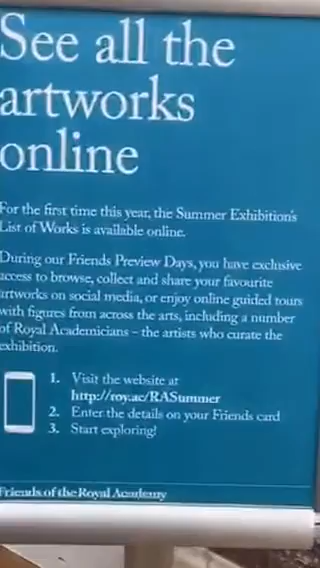 See all the
artworks
online
For the first time this year, the Summer Exhibition's
List of Works is available online.
During our Friends Preview Days, you have exclusive
access to browse, collect and share your favourite
artworks on social media, or enjoy online guided tours
with figures from across the arts, including a number
of Royal Academicians – the artists who curate the
exhibition.
1. Visit the website at
http://roy.ac/RASummer
2. Enter the details on your Friends card
3. Start exploring!
Friends of the Royal Academy